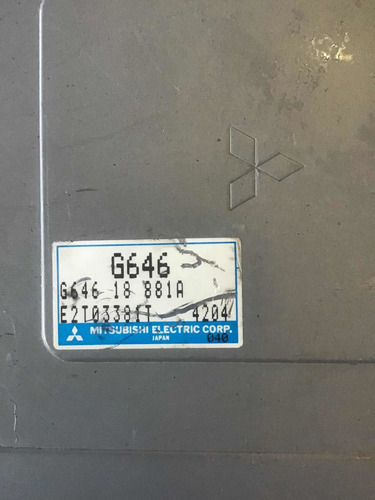 G646
G646 18 881A
E2T03381T 4204
MITSUBISHI ELECTRIC CORP.
JAPAN
040